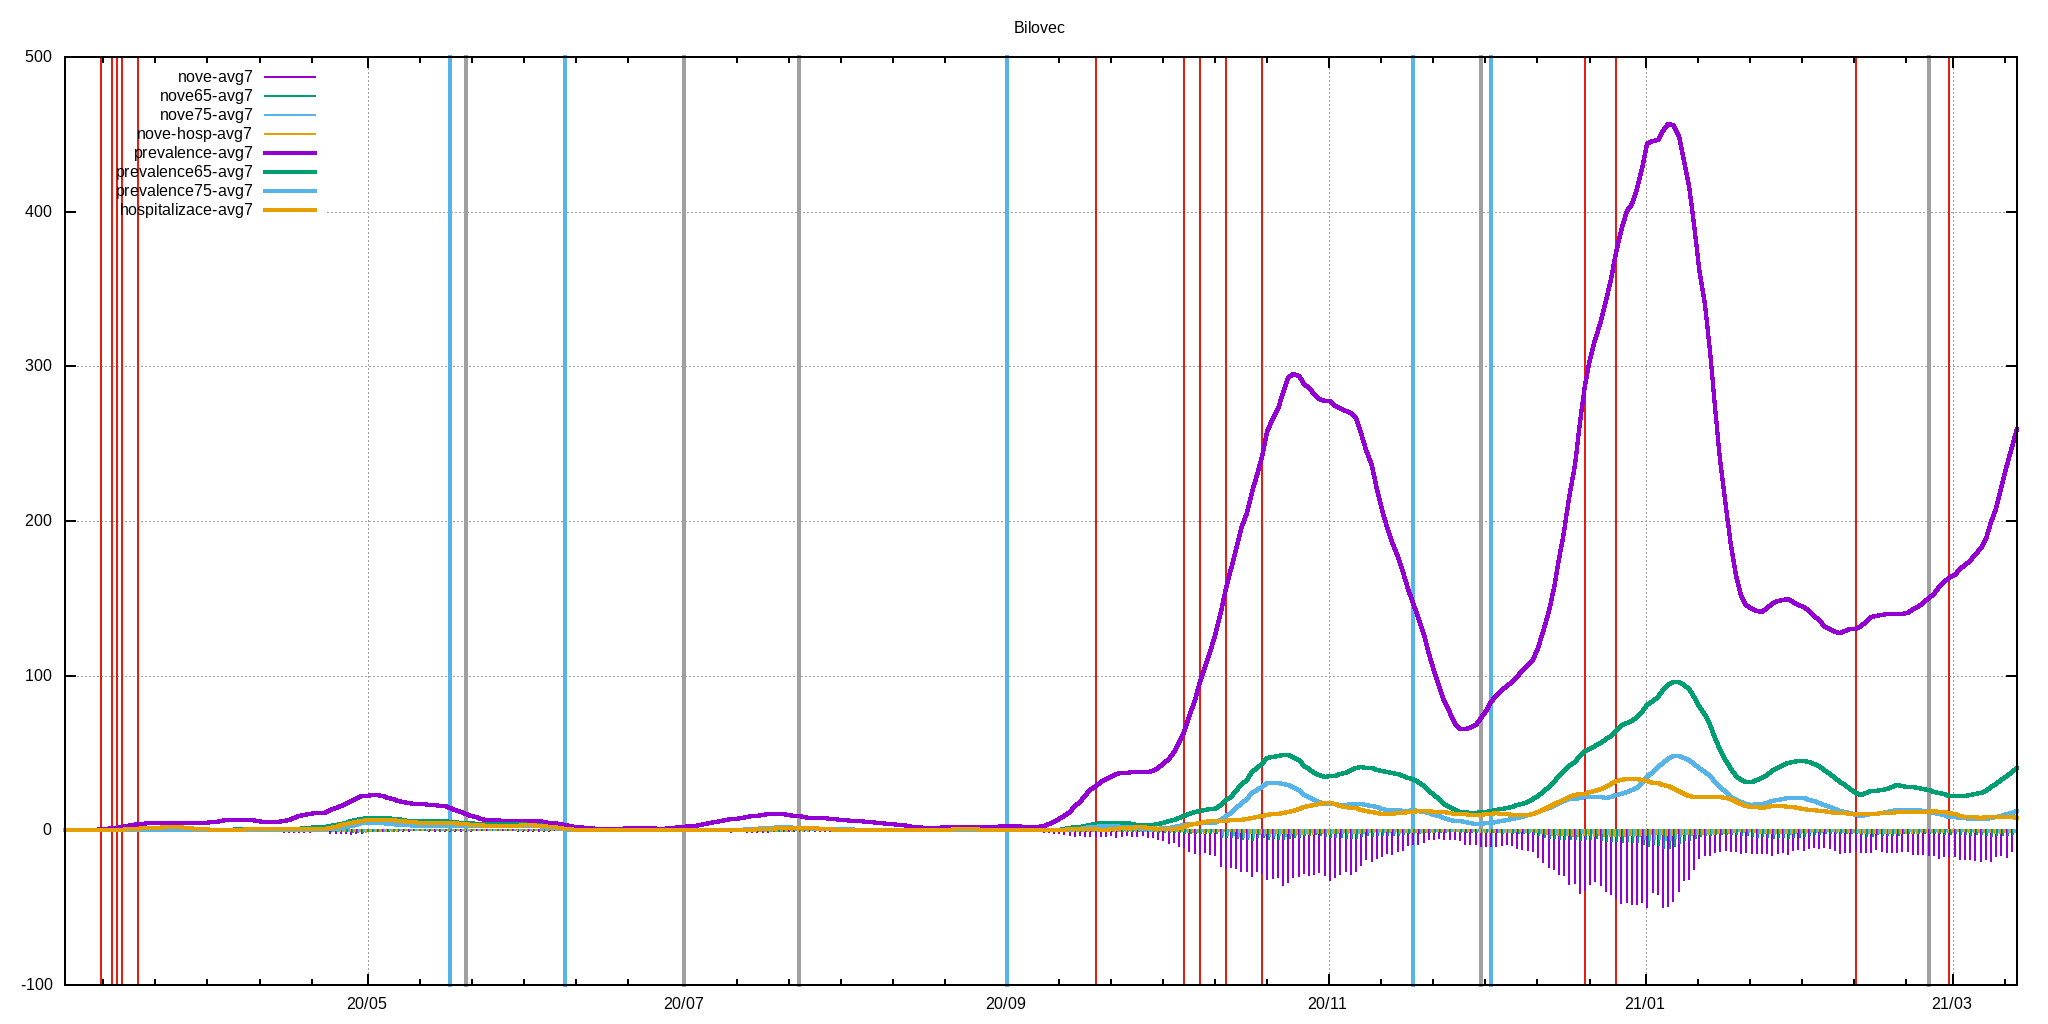 Bilovec
500
nove-avg7
nove65-avg7
nove75-avg7
nove-hosp-avg7
prevalence-avg7
prevalence65-avg7
prevalence75-avg7
hospitalizace-avg7
400
300
200
100
0
-100
20/05 20/07 20/09 20/11 21/01 21/03